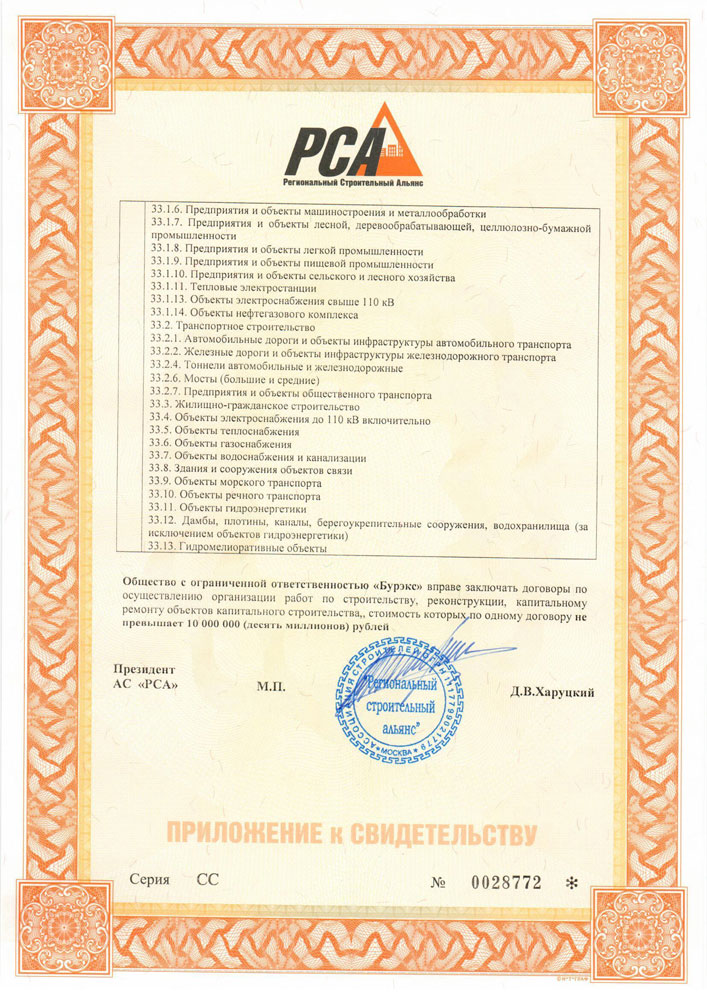 РСА
Региональный Строительный Альянс
33.1.6. Предприятия и объекты машиностроения и металлообработки
33.1.7. Предприятия и объекты лесной, деревообрабатывающей, целлюлозно-бумажной
промышленности
33.1.8. Предприятия и объекты легкой промышленности
33.1.9. Предприятия и объекты пищевой промышленности
33.1.10. Предприятия и объекты сельского и лесного хозяйства
33.1.11. Тепловые электростанции
33.1.13. Объекты электроснабжения свыше 110 кВ
33.1.14. Объекты нефтегазового комплекса
33.2. Транспортное строительство
33.2.1. Автомобильные дороги и объекты инфраструктуры автомобильного транспорта
33.2.2. Железные дороги и объекты инфраструктуры железнодорожного транспорта
33.2.4. Тоннели автомобильные и железнодорожные
33.2.6. Мосты (большие и средние)
33.2.7. Предприятия и объекты общественного транспорта
33.3. Жилищно-гражданское строительство
33.4. Объекты электроснабжения до 110 кВ включительно
33.5. Объекты теплоснабжения
33.6. Объекты газоснабжения
33.7. Объекты водоснабжения и канализации
33.8. Здания и сооружения объектов связи
33.9. Объекты морского транспорта
33.10. Объекты речного транспорта
33.11. Объекты гидроэнергетики
33.12. Дамбы, плотины, каналы, берегоукрепительные сооружения, водохранилища (за
исключением объектов гидроэнергетики)
33.13. Гидромелиоративные объекты
Общество с ограниченной ответственностью «Бурэкс» вправе заключать договоры по
осуществлению организации работ по строительству, реконструкции, капитальному
ремонту объектов капитального строительства,, стоимость которых по одному договору не
превышает 10 000 000 (десять миллионов) рублей
Президент
АС «РСА»
М.П.
Д.В.Харуцкий
АССОЦИАЦИЯ СТРОИТЕЛЕЙ ОГРН 1177799021779
* МОСКВА *
"Региональный
строительный
альянс"
ПРИЛОЖЕНИЕ к СВИДЕТЕЛЬСТВУ
Серия СС № 0028772 *